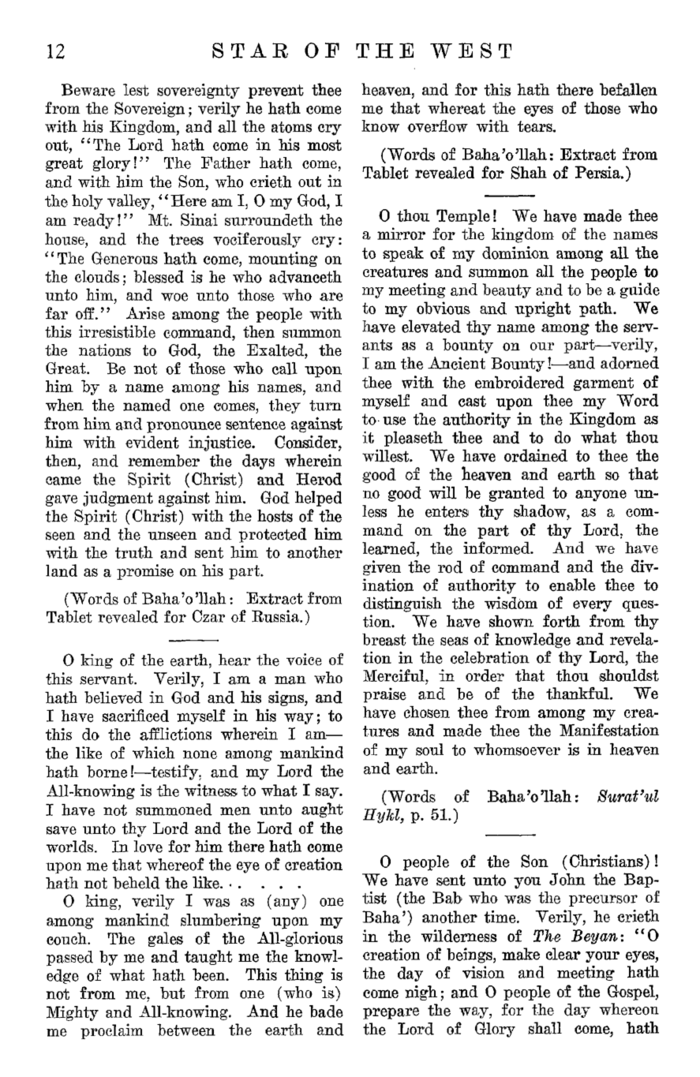 12
STAR OF THE WEST
Beware lest sovereignty prevent thee
from the Sovereign; verily he hath come
with his Kingdom, and all the atoms cry
out, "The Lord hath come in his most
great glory!" The Father hath come,
and with him the Son, who crieth out in
the holy valley, "Here am I, O my God, I
am ready!" Mt. Sinai surroundeth the
house, and the trees vociferously cry:
"The Generous hath come, mounting on
the clouds; blessed is he who advanceth
unto him, and woe unto those who are
far off." Arise among the people with
this irresistible command, then summon
the nations to God, the Exalted, the
Great. Be not of those who call upon
him by a name among his names, and
when the named one comes, they turn
from him and pronounce sentence against
him with evident injustice. Consider,
then, and remember the days wherein
came the Spirit (Christ) and Herod
gave judgment against him. God helped
the Spirit (Christ) with the hosts of the
seen and the unseen and protected him
with the truth and sent him to another
land as a promise on his part.
(Words of Baha'o'llah: Extract from
Tablet revealed for Czar of Russia.)
O king of the earth, hear the voice of
this servant. Verily, I am a man who
hath believed in God and his signs, and
I have sacrificed myself in his way; to
this do the afflictions wherein I am—
the like of which none among mankind
hath borne!—testify, and my Lord the
All-knowing is the witness to what I say.
I have not summoned men unto aught
save unto thy Lord and the Lord of the
worlds. In love for him there hath come
upon me that whereof the eye of creation
hath not beheld the like. . . . . .
O king, verily I was as (any) one
among mankind slumbering upon my
couch. The gales of the All-glorious
passed by me and taught me the knowl-
edge of what hath been. This thing is
not from me, but from one (who is)
Mighty and All-knowing. And he bade
me proclaim between the earth and
heaven, and for this hath there befallen
me that whereat the eyes of those who
know overflow with tears.
(Words of Baha'o'llah: Extract from
Tablet revealed for Shah of Persia.)
O thou Temple! We have made thee
a mirror for the kingdom of the names
to speak of my dominion among all the
creatures and summon all the people to
my meeting and beauty and to be a guide
to my obvious and upright path. We
have elevated thy name among the serv-
ants as a bounty on our part—verily,
I am the Ancient Bounty!—and adorned
thee with the embroidered garment of
myself and cast upon thee my Word
to use the authority in the Kingdom as
it pleaseth thee and to do what thou
willest. We have ordained to thee the
good of the heaven and earth so that
no good will be granted to anyone un-
less he enters thy shadow, as a com-
mand on the part of thy Lord, the
learned, the informed. And we have
given the rod of command and the div-
ination of authority to enable thee to
distinguish the wisdom of every ques-
tion. We have shown forth from thy
breast the seas of knowledge and revela-
tion in the celebration of thy Lord, the
Merciful, in order that thou shouldst
praise and be of the thankful. We
have chosen thee from among my crea-
tures and made thee the Manifestation
of my soul to whomsoever is in heaven
and earth.
(Words of Baha'o'llah: Surat'ul
Hykl, p. 51.)
O people of the Son (Christians)!
We have sent unto you John the Bap-
tist (the Bab who was the precursor of
Baha') another time. Verily, he crieth
in the wilderness of The Beyan: "O
creation of beings, make clear your eyes,
the day of vision and meeting hath
come nigh; and O people of the Gospel,
prepare the way, for the day whereon
the Lord of Glory shall come, hath